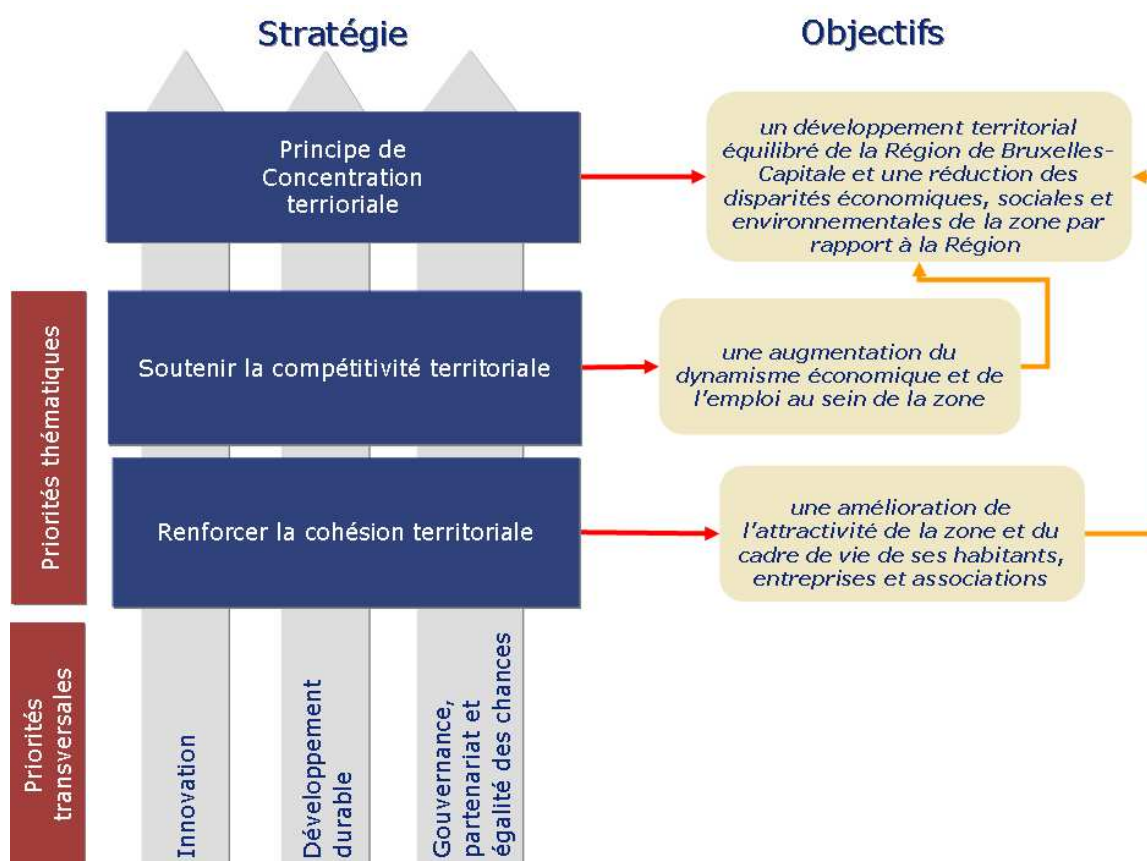 Stratégie
Objectifs
Principe de
Concentration
terrioriale
un développement territorial
équilibré de la Région de Bruxelles-
Capitale et une réduction des
disparités économiques, sociales et
environnementales de la zone par
rapport à la Région
Priorités thématiques
Soutenir la compétitivité territoriale
une augmentation du
dynamisme économique et de
l'emploi au sein de la zone
Renforcer la cohésion territoriale
une amélioration de
l'attractivité de la zone et du
cadre de vie de ses habitants,
entreprises et associations
Priorités
transversales
Innovation
Développement
durable
Gouvernance,
partenariat et
égalité des chances